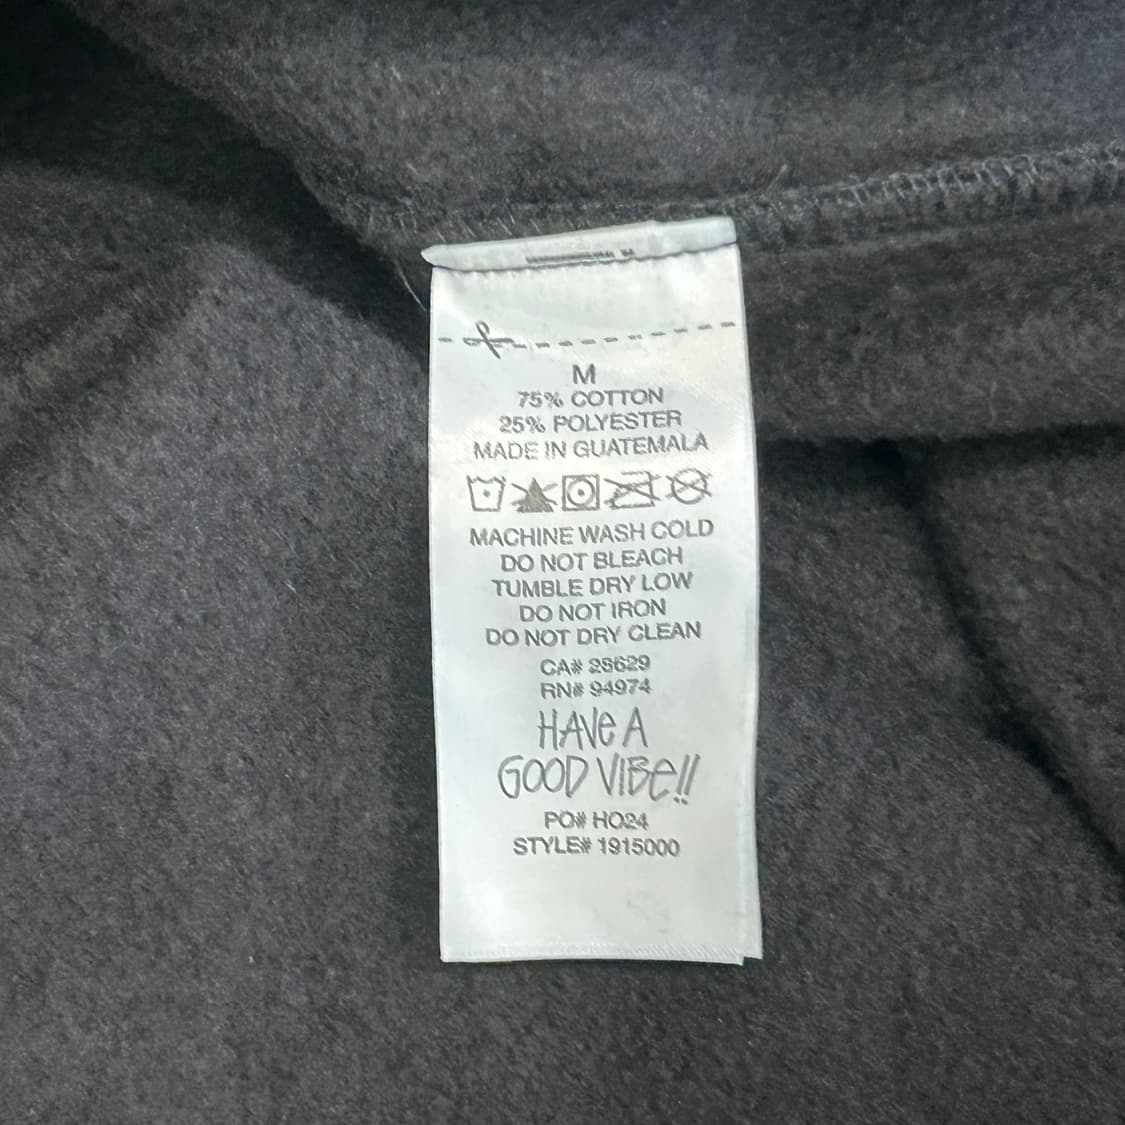 M
75% COTTON
25% POLYESTER
MADE IN GUATEMALA
MACHINE WASH COLD
DO NOT BLEACH
TUMBLE DRY LOW
DO NOT IRON
DO NOT DRY CLEAN
CA# 25629
RN# 94974
HAVE A
GOOD VIBE!!
PO# HO24
STYLE# 1915000